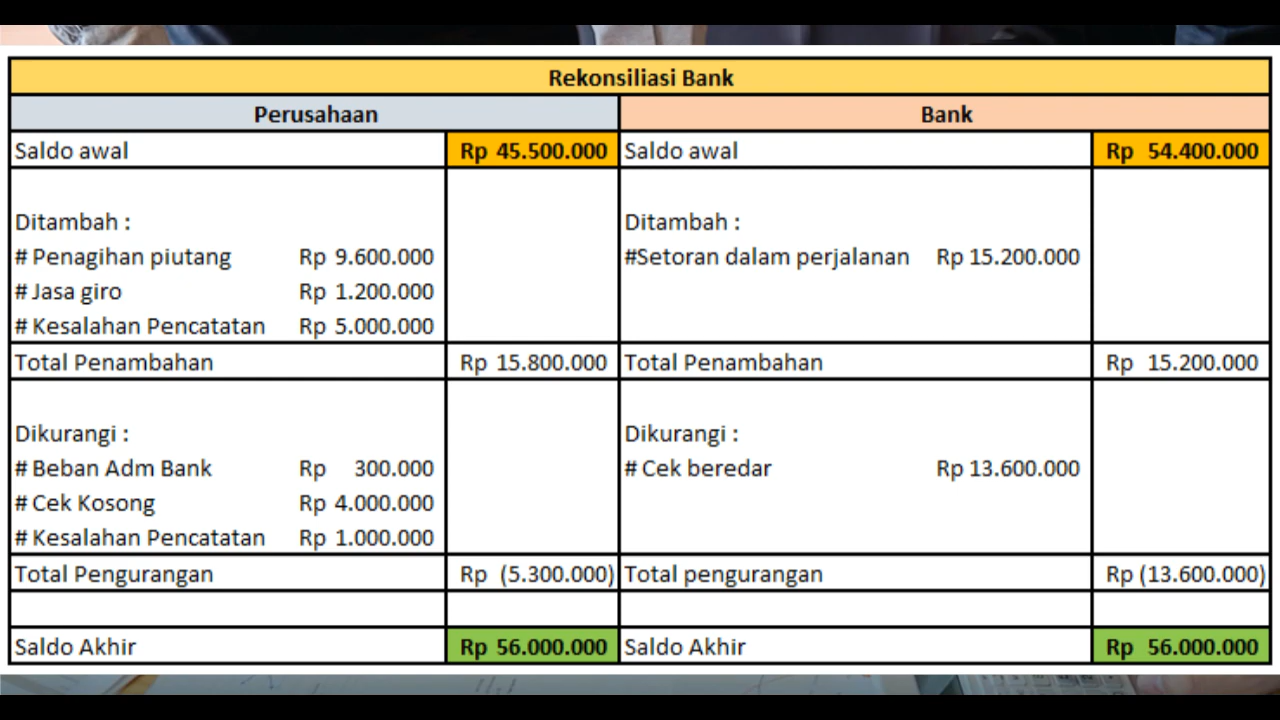 Rekonsiliasi Bank
Perusahaan Bank
Saldo awal Rp 45.500.000 Saldo awal Rp 54.400.000
Ditambah : Ditambah :
# Penagihan piutang Rp 9.600.000 #Setoran dalam perjalanan Rp 15.200.000
# Jasa giro Rp 1.200.000
# Kesalahan Pencatatan Rp 5.000.000
Total Penambahan Rp 15.800.000 Total Penambahan Rp 15.200.000
Dikurangi : Dikurangi :
# Beban Adm Bank Rp 300.000 # Cek beredar Rp 13.600.000
# Cek Kosong Rp 4.000.000
# Kesalahan Pencatatan Rp 1.000.000
Total Pengurangan Rp (5.300.000) Total pengurangan Rp (13.600.000)
Saldo Akhir Rp 56.000.000 Saldo Akhir Rp 56.000.000